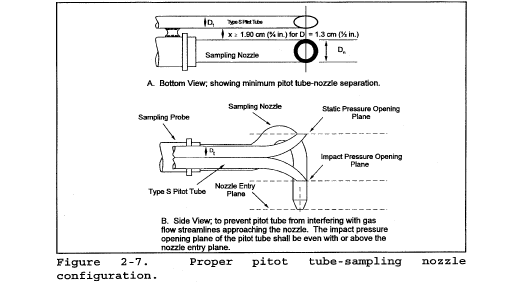 Dt
Type S Pitot Tube
x ≥ 1.90 cm (¾ in.) for D = 1.3 cm (½ in.)
Sampling Nozzle
Dn
A. Bottom View; showing minimum pitot tube-nozzle separation.
Sampling Nozzle
Static Pressure Opening
Plane
Sampling Probe
Dt
Impact Pressure Opening
Plane
Type S Pitot Tube
Nozzle Entry
Plane
B. Side View; to prevent pitot tube from interfering with gas
flow streamlines approaching the nozzle. The impact pressure
opening plane of the pitot tube shall be even with or above the
nozzle entry plane.
Figure 2-7. Proper pitot tube-sampling nozzle
configuration.